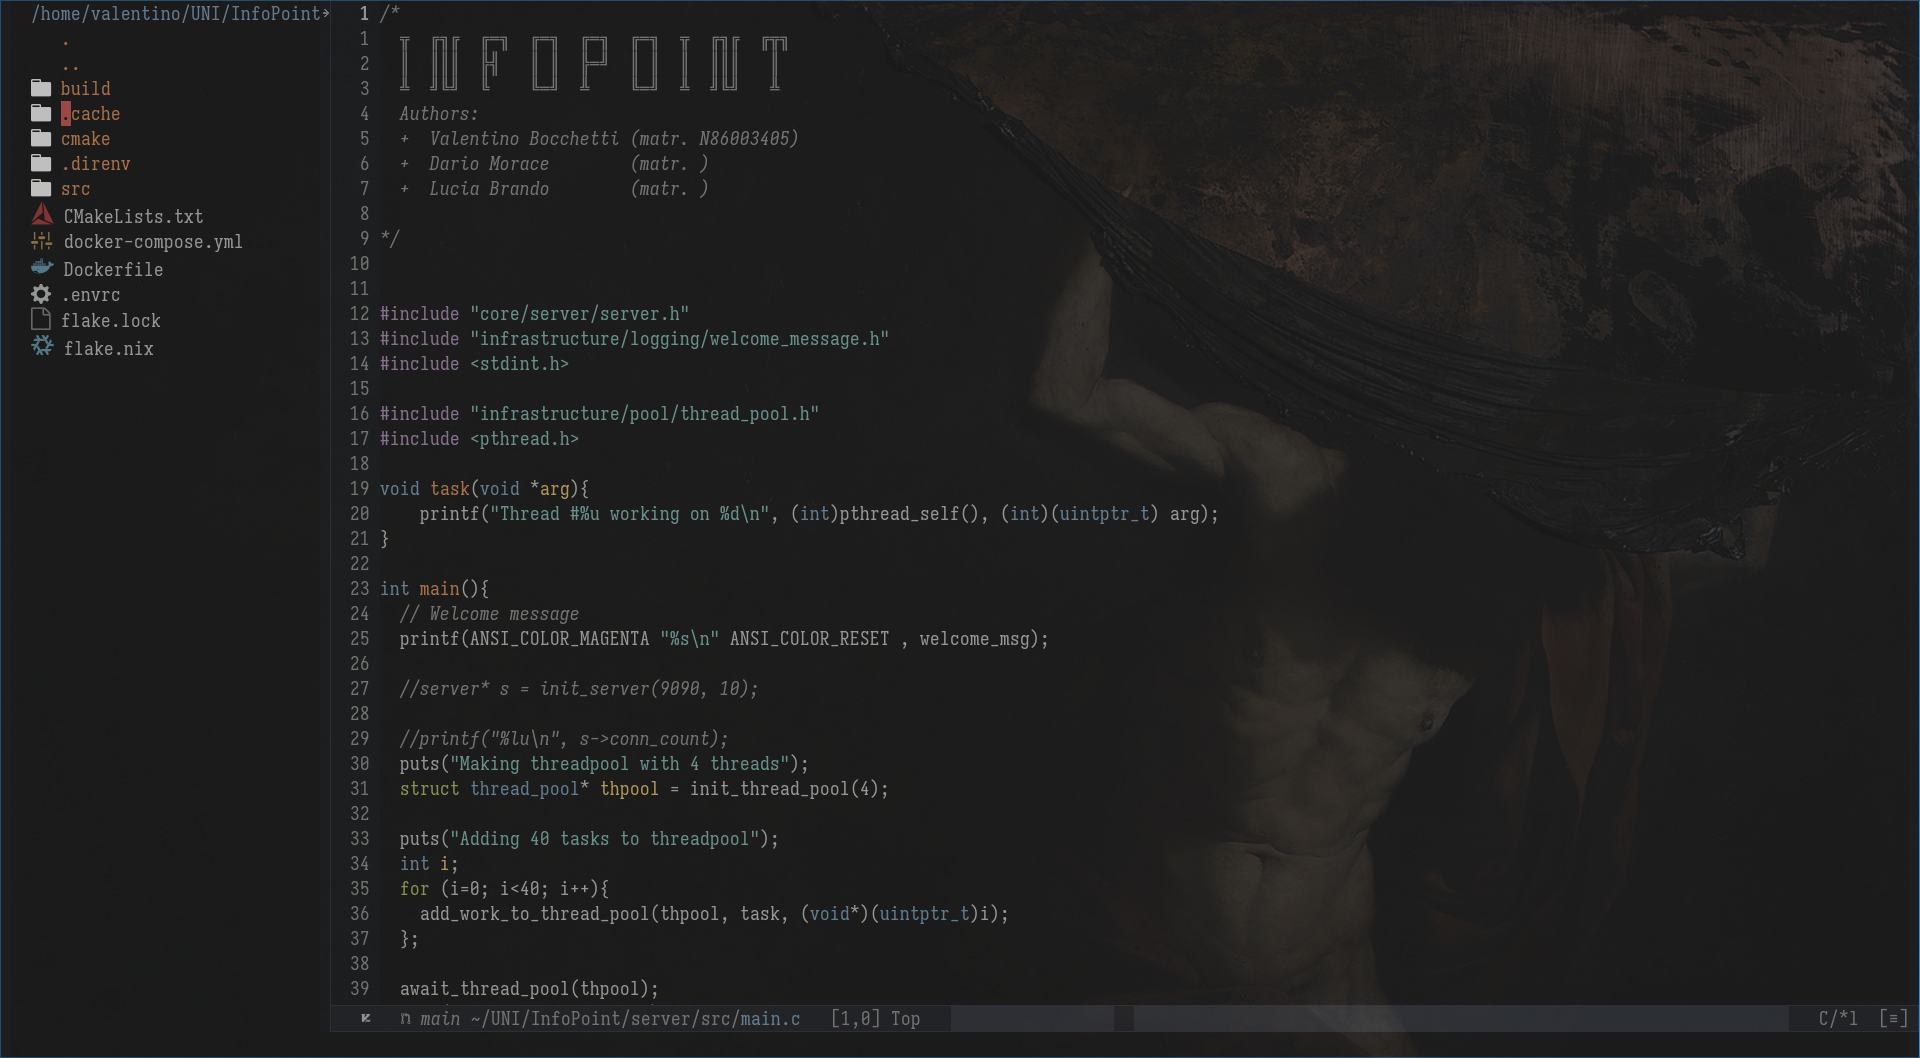 /home/valentino/UNI/InfoPoint
.
..
build
.cache
cmake
.direnv
src
CMakeLists.txt
docker-compose.yml
Dockerfile
.envrc
flake.lock
flake.nix
1 /*
1 INFOPOINT
2
3
4 Authors:
5 + Valentino Bocchetti (matr. N86003405)
6 + Dario Morace (matr. )
7 + Lucia Brando (matr. )
8
9 */
10
11
12 #include "core/server/server.h"
13 #include "infrastructure/logging/welcome_message.h"
14 #include <stdint.h>
15
16 #include "infrastructure/pool/thread_pool.h"
17 #include <pthread.h>
18
19 void task(void *arg){
20 printf("Thread #%u working on %d\n", (int)pthread_self(), (int)(uintptr_t) arg);
21 }
22
23 int main(){
24 // Welcome message
25 printf(ANSI_COLOR_MAGENTA "%s\n" ANSI_COLOR_RESET , welcome_msg);
26
27 //server* s = init_server(9090, 10);
28
29 //printf("%lu\n", s->conn_count);
30 puts("Making threadpool with 4 threads");
31 struct thread_pool* thpool = init_thread_pool(4);
32
33 puts("Adding 40 tasks to threadpool");
34 int i;
35 for (i=0; i<40; i++){
36 add_work_to_thread_pool(thpool, task, (void*)(uintptr_t)i);
37 };
38
39 await_thread_pool(thpool);
main ~/UNI/InfoPoint/server/src/main.c [1,0] Top C/*l [≡]